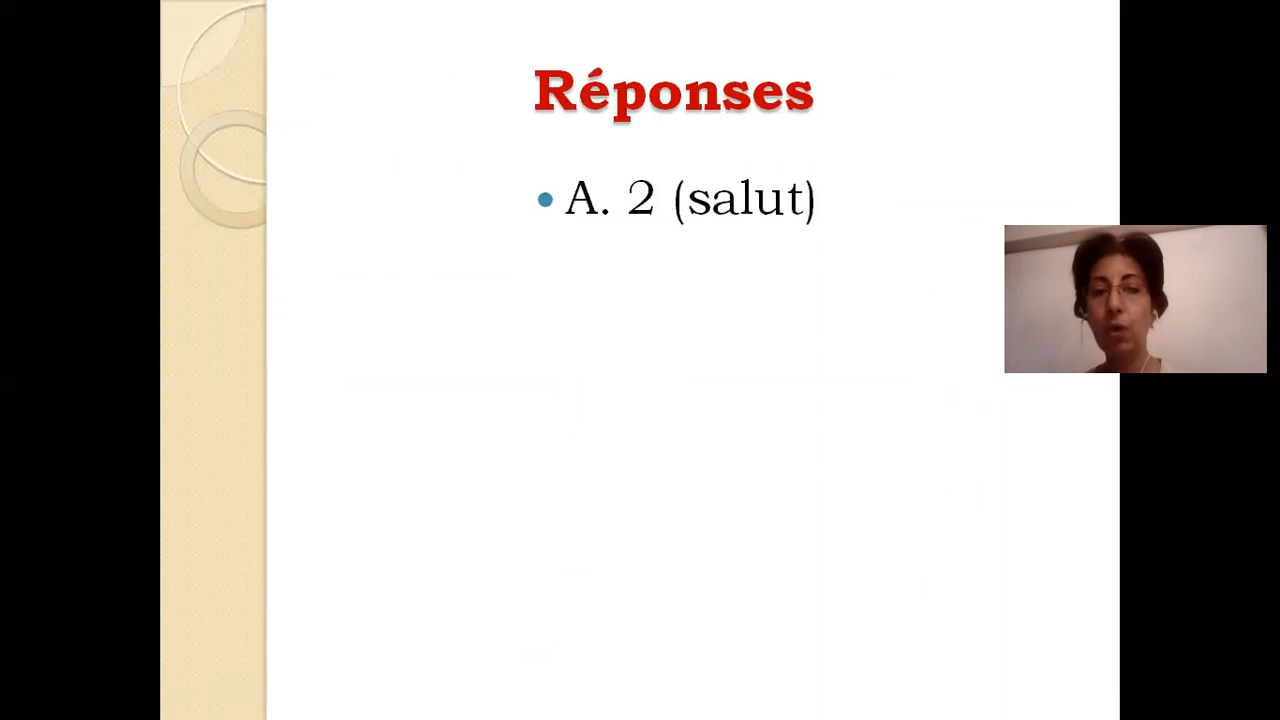 Réponses
• A. 2 (salut)